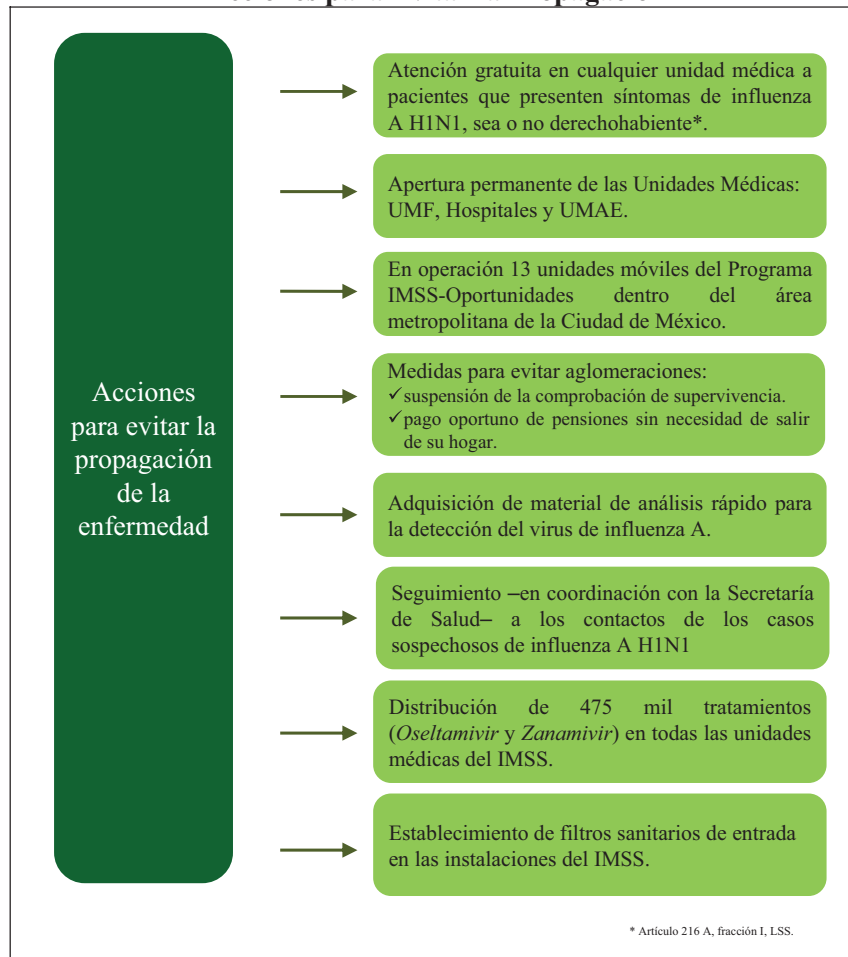 Atención gratuita en cualquier unidad médica a
pacientes que presenten síntomas de influenza
A H1N1, sea o no derechohabiente*.
Apertura permanente de las Unidades Médicas:
UMF, Hospitales y UMAE.
En operación 13 unidades móviles del Programa
IMSS-Oportunidades dentro del área
metropolitana de la Ciudad de México.
Medidas para evitar aglomeraciones:
✓suspensión de la comprobación de supervivencia.
✓pago oportuno de pensiones sin necesidad de salir
de su hogar.
Acciones
para evitar la
propagación
de la
enfermedad
Adquisición de material de análisis rápido para
la detección del virus de influenza A.
Seguimiento –en coordinación con la Secretaría
de Salud– a los contactos de los casos
sospechosos de influenza A H1N1
Distribución de 475 mil tratamientos
(Oseltamivir y Zanamivir) en todas las unidades
médicas del IMSS.
Establecimiento de filtros sanitarios de entrada
en las instalaciones del IMSS.
* Artículo 216 A, fracción I, LSS.